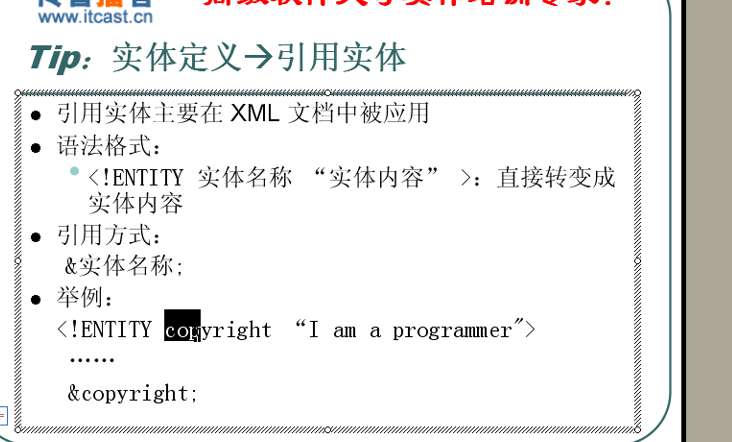 www.itcast.cn
Tip：实体定义→引用实体
● 引用实体主要在 XML 文档中被应用
● 语法格式：
• <!ENTITY 实体名称 “实体内容” >：直接转变成
实体内容
● 引用方式：
&实体名称;
● 举例：
<!ENTITY copyright “I am a programmer″>
……
&copyright;